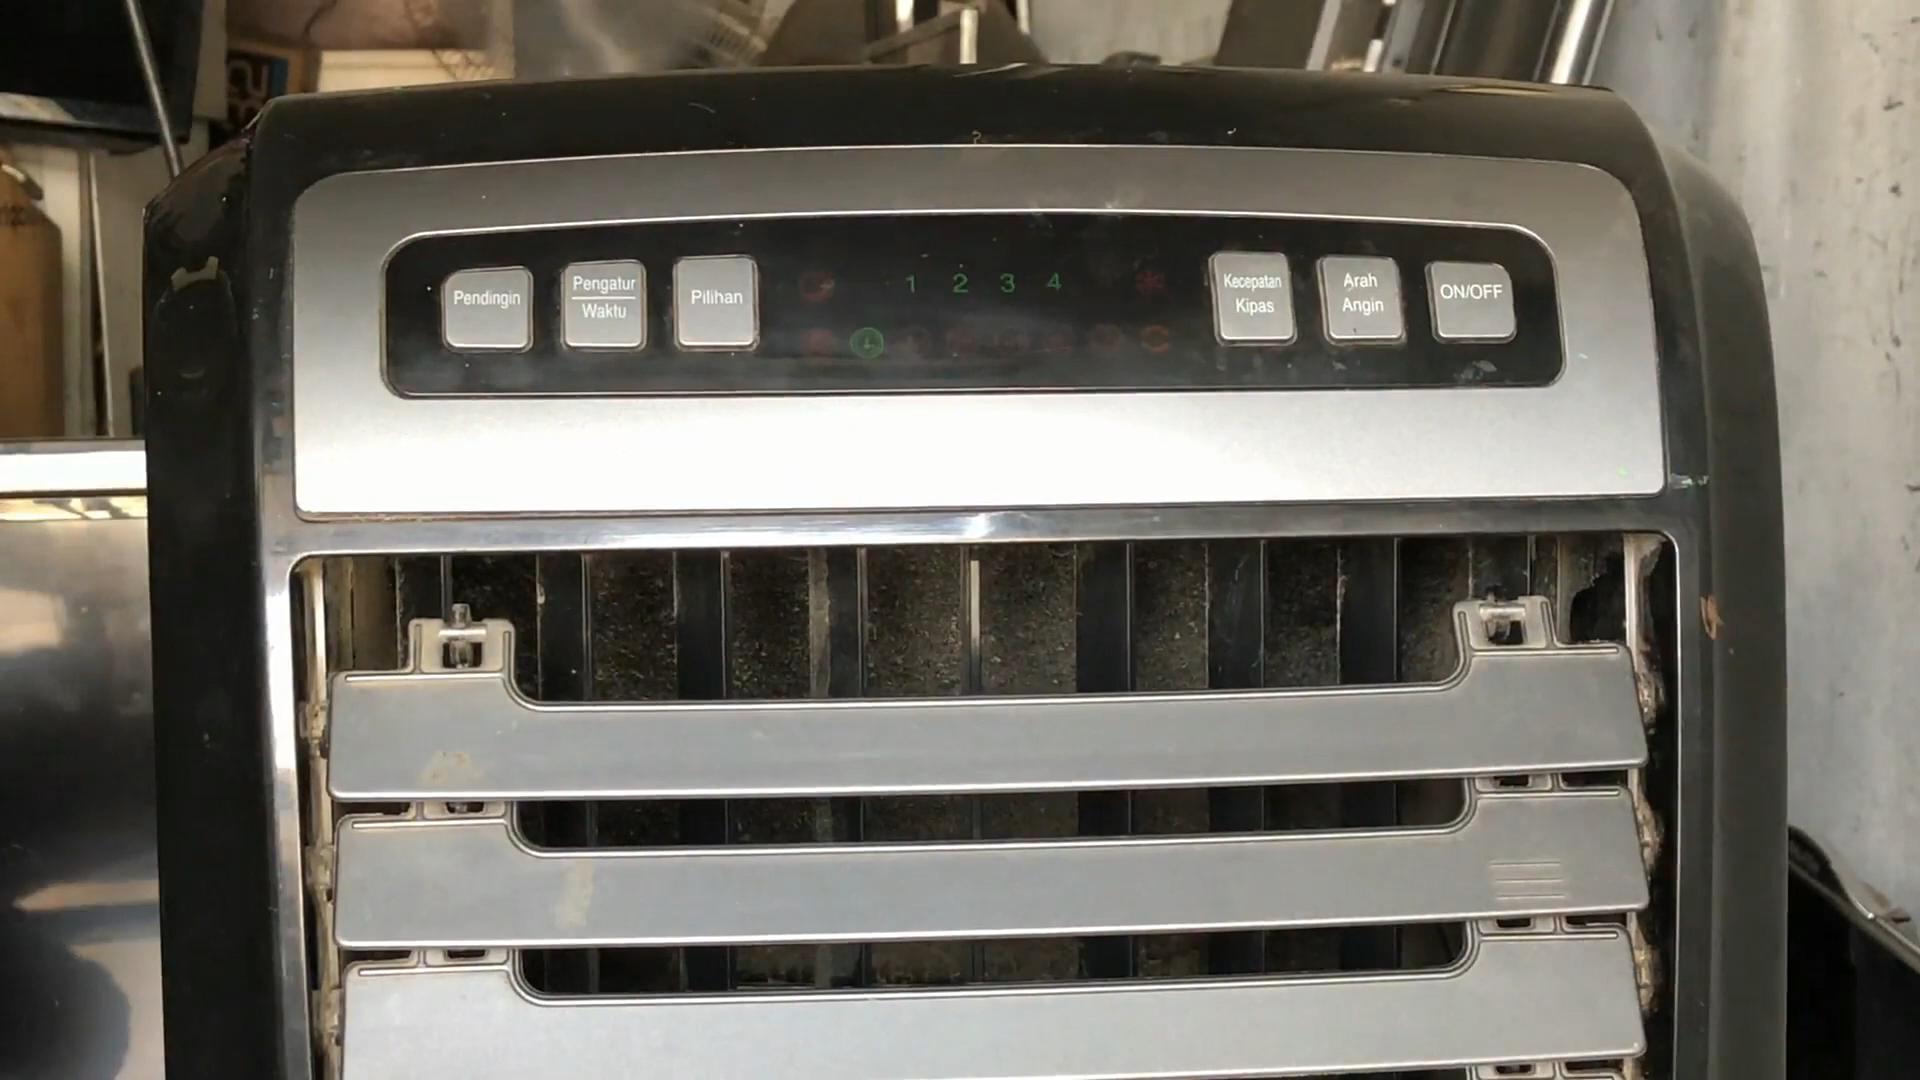 Pendingin
Pengatur
Waktu
Pilihan
1 2 3 4
Kecepatan
Kipas
Arah
Angin
ON/OFF